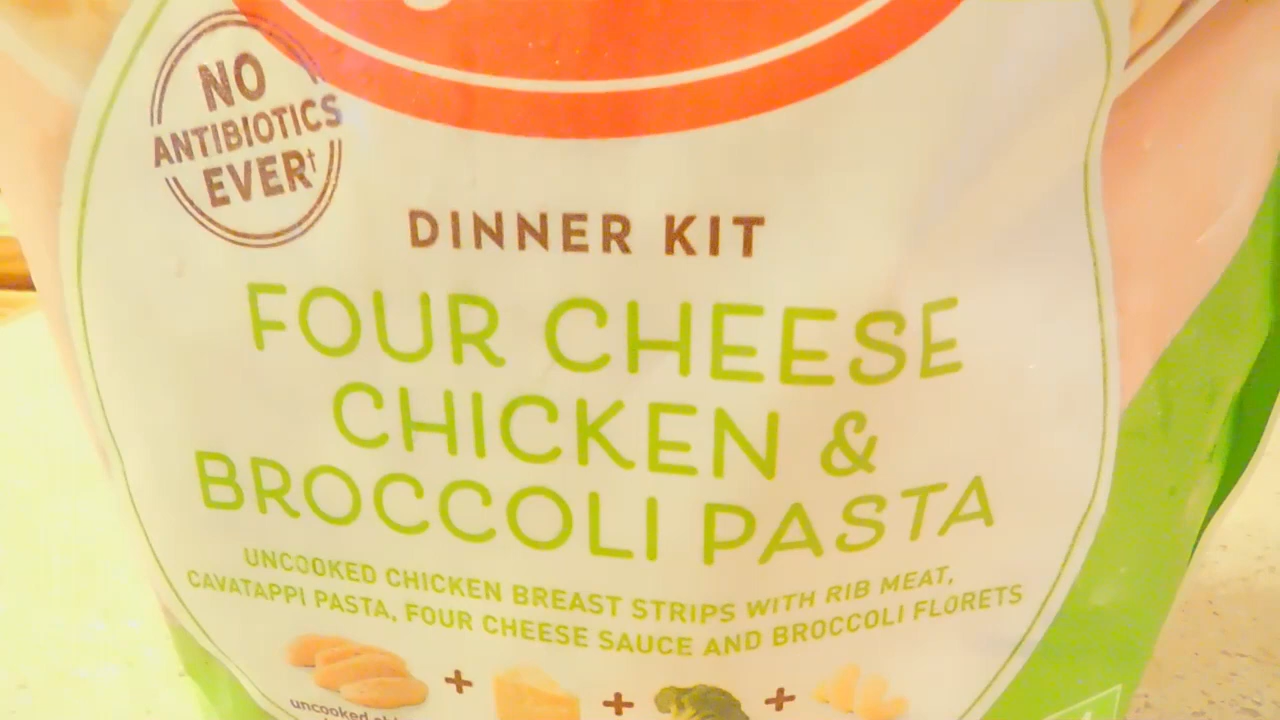 NO
ANTIBIOTICS
EVER†
DINNER KIT
FOUR CHEESE
CHICKEN &
BROCCOLI PASTA
UNCOOKED CHICKEN BREAST STRIPS WITH RIB MEAT,
CAVATAPPI PASTA, FOUR CHEESE SAUCE AND BROCCOLI FLORETS
+ + +
uncooked